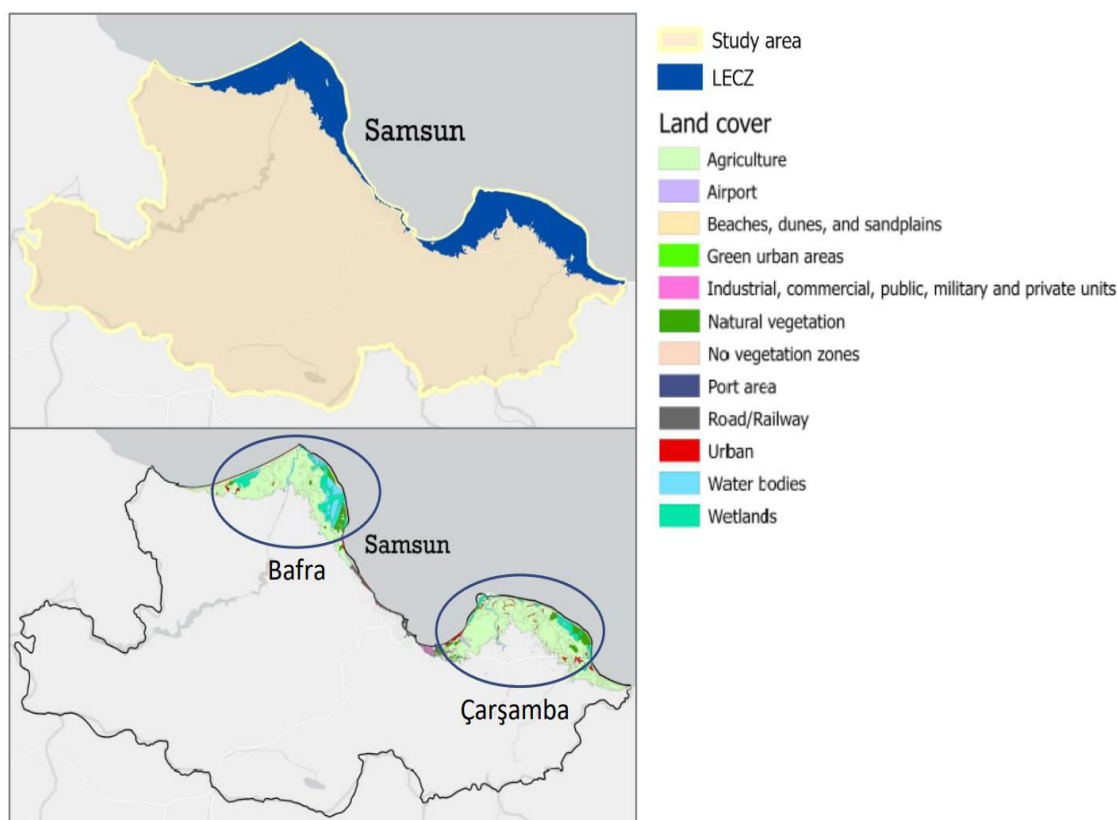 Samsun
Study area
LECZ
Land cover
Agriculture
Airport
Beaches, dunes, and sandplains
Green urban areas
Industrial, commercial, public, military and private units
Natural vegetation
No vegetation zones
Port area
Road/Railway
Urban
Water bodies
Wetlands
Samsun
Bafra
Çarşamba